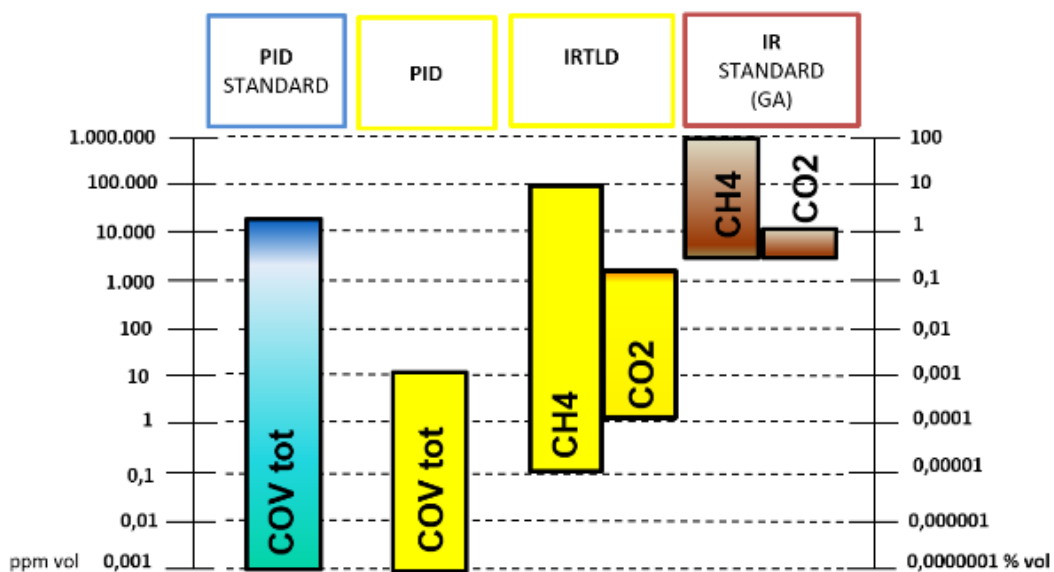 PID
STANDARD
PID
IRTLD
IR
STANDARD
(GA)
1.000.000
100.000
10.000
1.000
100
10
1
0,1
0,01
ppm vol 0,001
COV tot
COV tot
CH4
CO2
CH4
CO2
100
10
1
0,1
0,01
0,001
0,0001
0,00001
0,000001
0,0000001 % vol